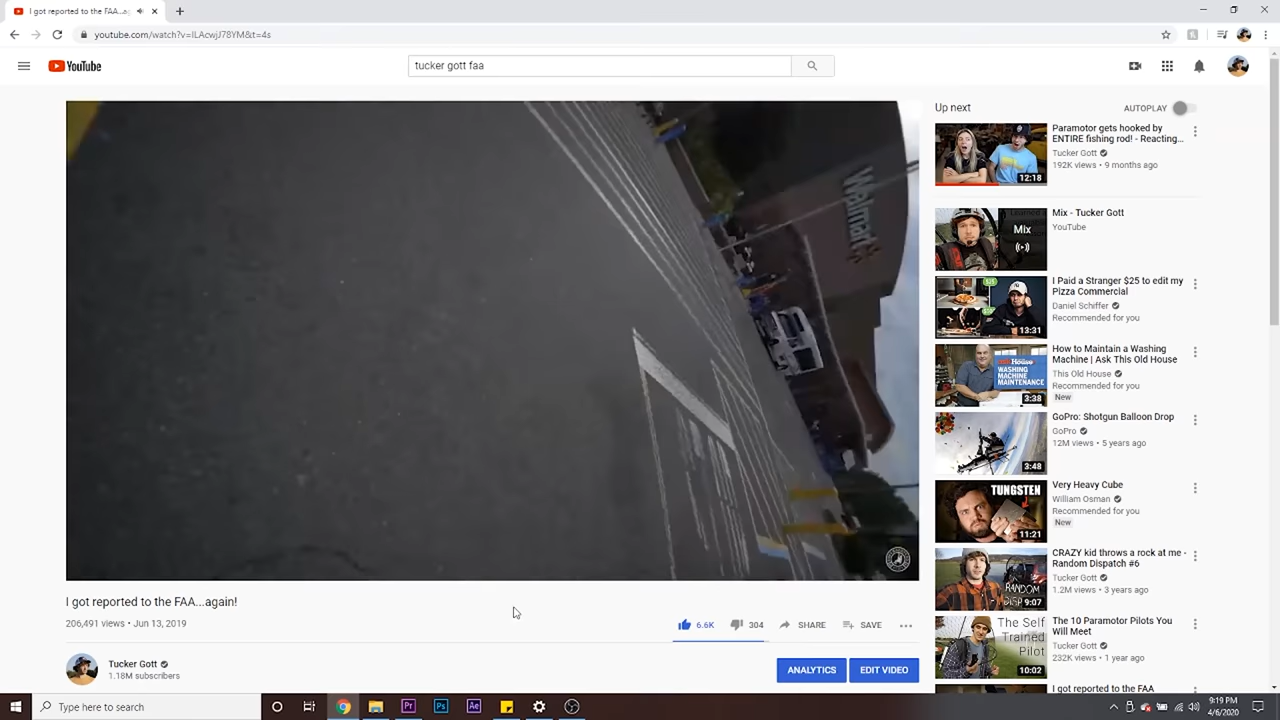 I got reported to the FAA...ag
youtube.com/watch?v=ILAcwjJ78YM&t=4s
YouTube
tucker gott faa
Walmart
Up next
AUTOPLAY
Paramotor gets hooked by
ENTIRE fishing rod! - Reacting...
Tucker Gott
192K views • 9 months ago
12:18
Mix - Tucker Gott
YouTube
Mix
I Paid a Stranger $25 to edit my
Pizza Commercial
Daniel Schiffer
Recommended for you
13:31
How to Maintain a Washing
Machine | Ask This Old House
This Old House
Recommended for you
New
WASHING
MACHINE
MAINTENANCE
3:38
GoPro: Shotgun Balloon Drop
GoPro
12M views • 5 years ago
3:48
Very Heavy Cube
William Osman
Recommended for you
New
TUNGSTEN
11:21
CRAZY kid throws a rock at me -
Random Dispatch #6
Tucker Gott
1.2M views • 3 years ago
RANDOM
9:07
The 10 Paramotor Pilots You
Will Meet
Tucker Gott
232K views • 1 year ago
The Self
Trained
Pilot
10:02
I got reported to the FAA
I got reported to the FAA...again!
206,491 views • Jun 13, 2019
6.6K
304
SHARE
SAVE
Tucker Gott
1.18M subscribers
ANALYTICS
EDIT VIDEO
Type here to search
Pr
Ps
Ae
9:19 PM
4/6/2020